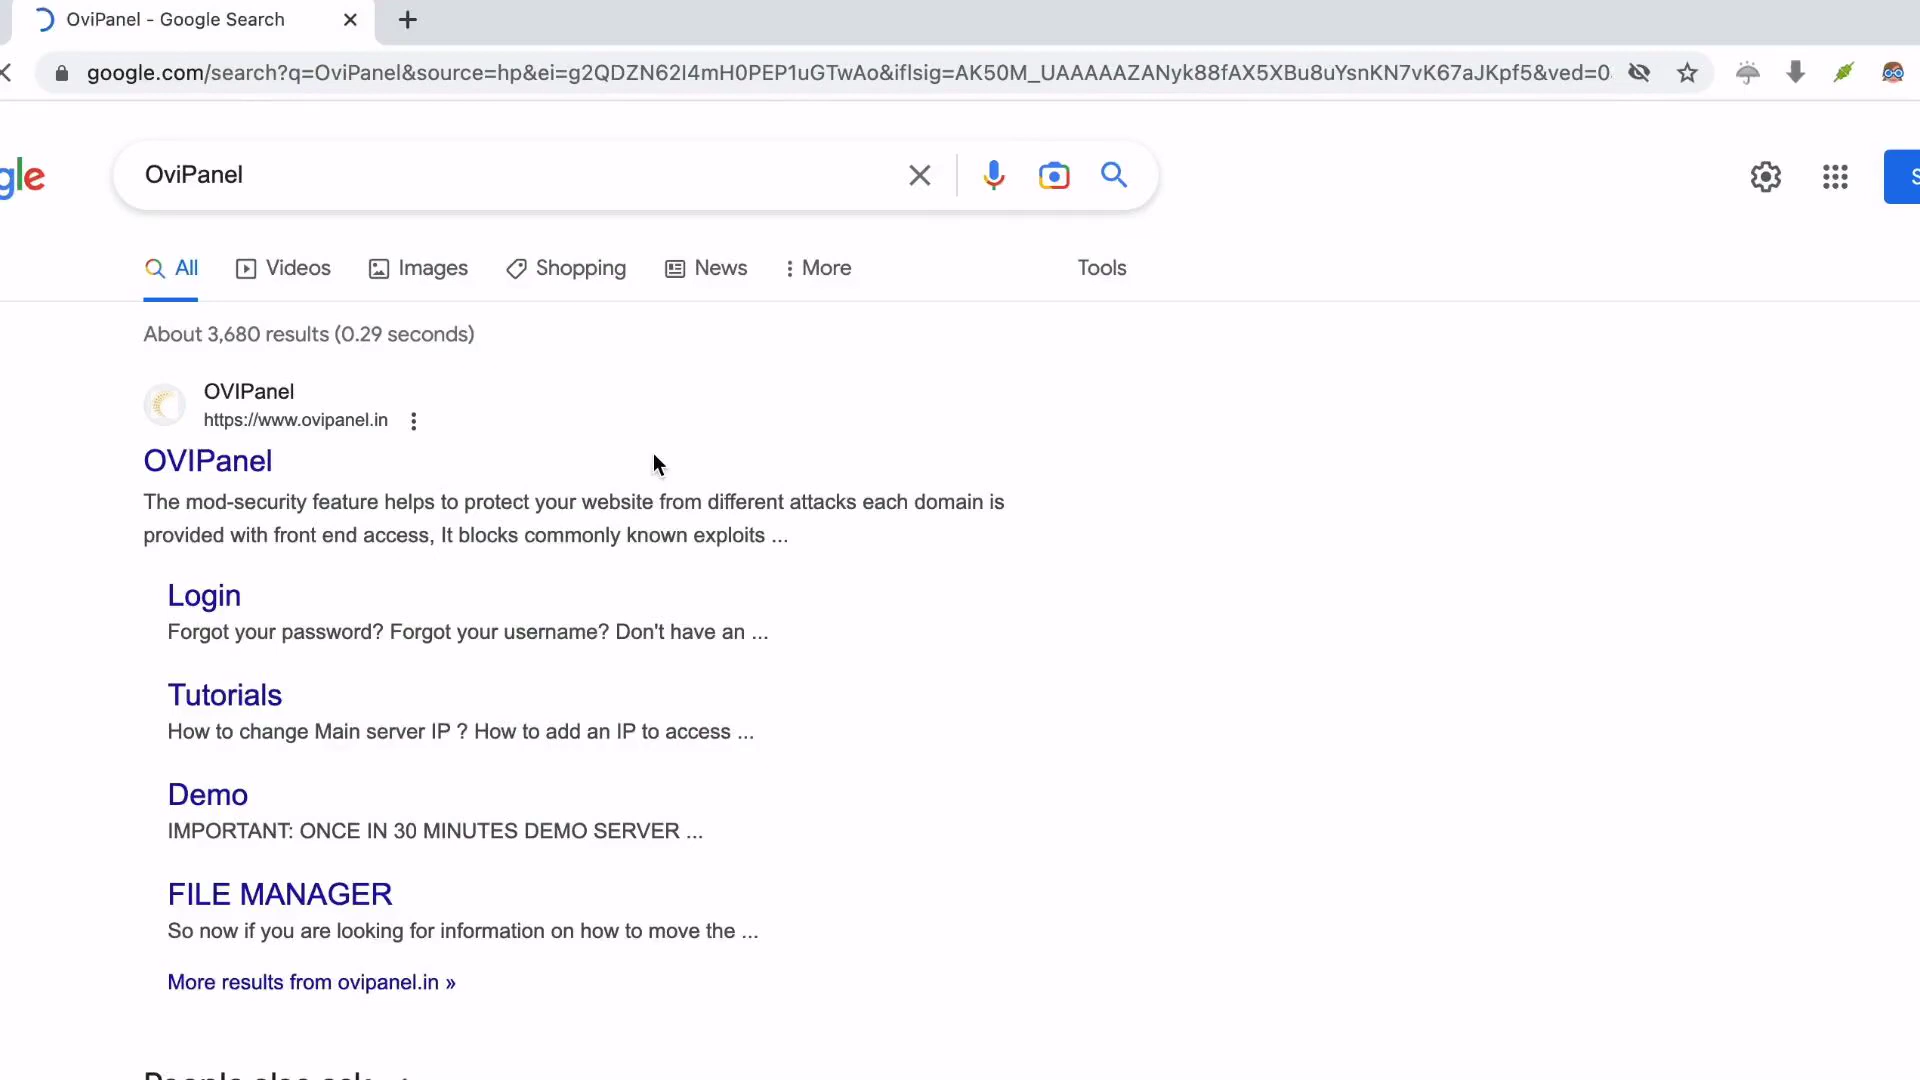 OviPanel - Google Search
google.com/search?q=OviPanel&source=hp&ei=g2QDZN62I4mH0PEP1uGTwAo&iflsig=AK50M_UAAAAAZANyk88fAX5XBu8uYsnKN7vK67aJKpf5&ved=0
gle
OviPanel
S
All
Videos
Images
Shopping
News
More
Tools
About 3,680 results (0.29 seconds)
OVIPanel
https://www.ovipanel.in
OVIPanel
The mod-security feature helps to protect your website from different attacks each domain is
provided with front end access, It blocks commonly known exploits ...
Login
Forgot your password? Forgot your username? Don't have an ...
Tutorials
How to change Main server IP ? How to add an IP to access ...
Demo
IMPORTANT: ONCE IN 30 MINUTES DEMO SERVER ...
FILE MANAGER
So now if you are looking for information on how to move the ...
More results from ovipanel.in »
People also ask